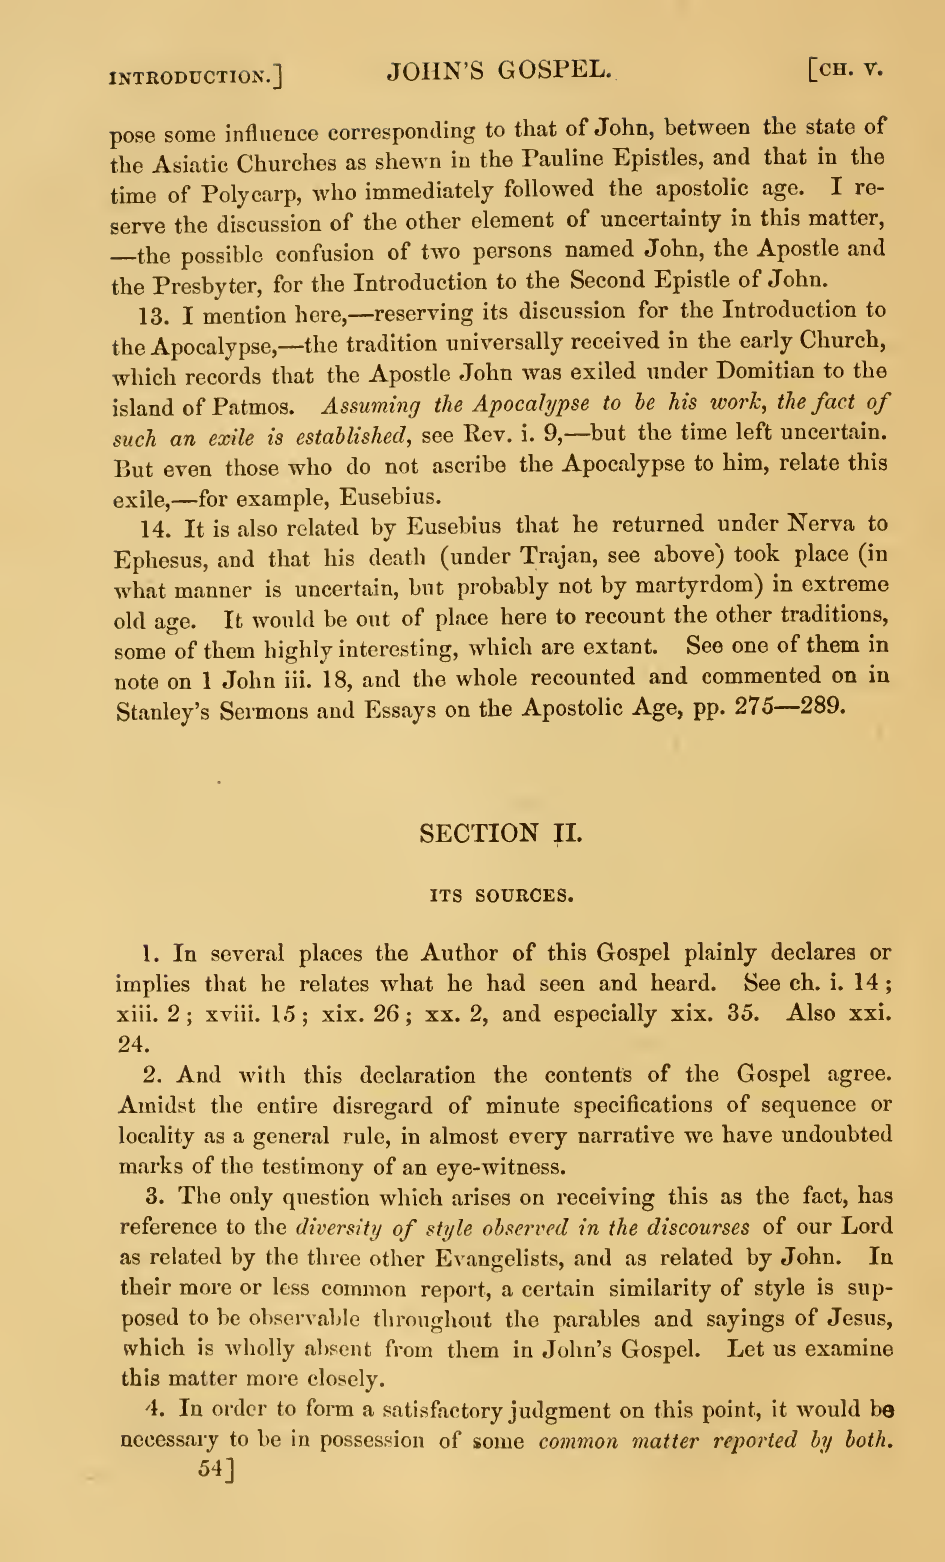 INTRODUCTION.] JOHN'S GOSPEL. [CH. V.
pose some influence corresponding to that of John, between the state of
the Asiatic Churches as shewn in the Pauline Epistles, and that in the
time of Polycarp, who immediately followed the apostolic age. I re-
serve the discussion of the other element of uncertainty in this matter,
—the possible confusion of two persons named John, the Apostle and
the Presbyter, for the Introduction to the Second Epistle of John.
13. I mention here,—reserving its discussion for the Introduction to
the Apocalypse,—the tradition universally received in the early Church,
which records that the Apostle John was exiled under Domitian to the
island of Patmos. Assuming the Apocalypse to be his work, the fact of
such an exile is established, see Rev. i. 9,—but the time left uncertain.
But even those who do not ascribe the Apocalypse to him, relate this
exile,—for example, Eusebius.
14. It is also related by Eusebius that he returned under Nerva to
Ephesus, and that his death (under Trajan, see above) took place (in
what manner is uncertain, but probably not by martyrdom) in extreme
old age. It would be out of place here to recount the other traditions,
some of them highly interesting, which are extant. See one of them in
note on 1 John iii. 18, and the whole recounted and commented on in
Stanley's Sermons and Essays on the Apostolic Age, pp. 275—289.
SECTION II.
ITS SOURCES.
1. In several places the Author of this Gospel plainly declares or
implies that he relates what he had seen and heard. See ch. i. 14;
xiii. 2; xviii. 15; xix. 26; xx. 2, and especially xix. 35. Also xxi.
24.
2. And with this declaration the contents of the Gospel agree.
Amidst the entire disregard of minute specifications of sequence or
locality as a general rule, in almost every narrative we have undoubted
marks of the testimony of an eye-witness.
3. The only question which arises on receiving this as the fact, has
reference to the diversity of style observed in the discourses of our Lord
as related by the three other Evangelists, and as related by John. In
their more or less common report, a certain similarity of style is sup-
posed to be observable throughout the parables and sayings of Jesus,
which is wholly absent from them in John's Gospel. Let us examine
this matter more closely.
4. In order to form a satisfactory judgment on this point, it would be
necessary to be in possession of some common matter reported by both.
54]